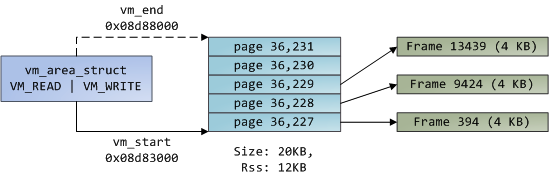 vm_end
0x08d88000
vm_area_struct
VM_READ | VM_WRITE
vm_start
0x08d83000
page 36,231
page 36,230
page 36,229
page 36,228
page 36,227
Size: 20KB,
Rss: 12KB
Frame 13439 (4 KB)
Frame 9424 (4 KB)
Frame 394 (4 KB)